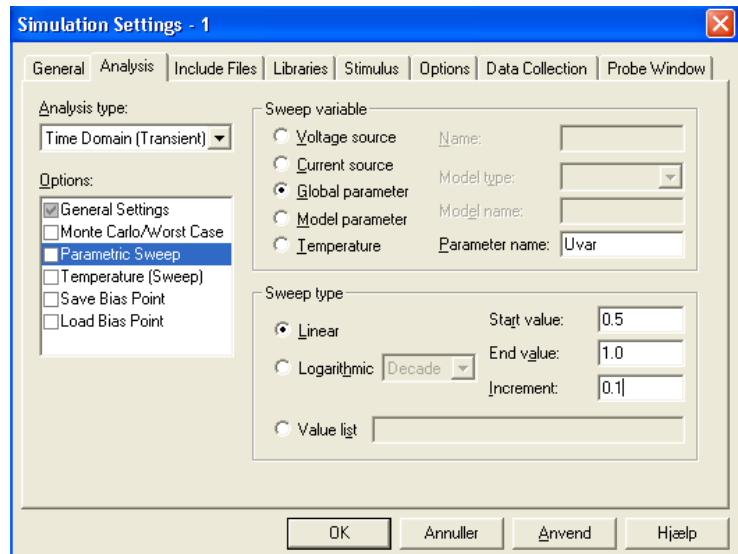 Simulation Settings - 1
General Analysis Include Files Libraries Stimulus Options Data Collection Probe Window
Analysis type:
Time Domain (Transient)
Options:
General Settings
Monte Carlo/Worst Case
Parametric Sweep
Temperature (Sweep)
Save Bias Point
Load Bias Point
Sweep variable
Voltage source
Current source
Global parameter
Model parameter
Temperature
Name:
Model type:
Model name:
Parameter name: Uvar
Sweep type
Linear
Logarithmic Decade
Value list
Start value: 0.5
End value: 1.0
Increment: 0.1
OK Annuller Anvend Hjælp